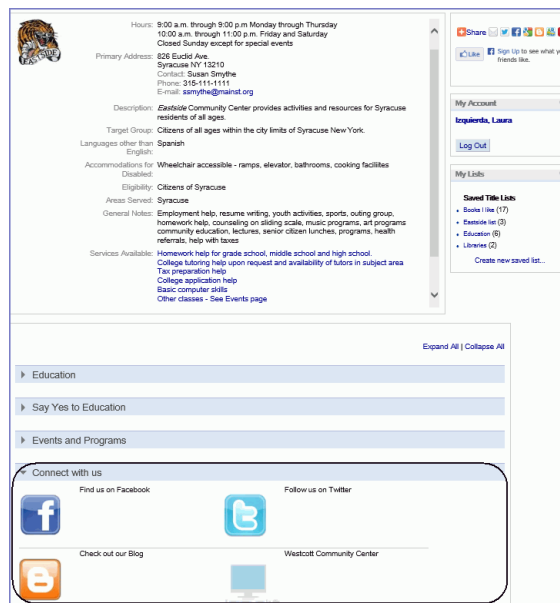 EASTSIDE
Hours: 9:00 a.m. through 9:00 p.m Monday through Thursday
10:00 a.m. through 11:00 p.m. Friday and Saturday
Closed Sunday except for special events
Primary Address: 826 Euclid Ave.
Syracuse NY 13210
Contact: Susan Smythe
Phone: 315-111-1111
E-mail: ssmythe@mainst.org
Description: Eastside Community Center provides activities and resources for Syracuse
residents of all ages.
Target Group: Citizens of all ages within the city limits of Syracuse New York.
Languages other than English: Spanish
Accommodations for Disabled: Wheelchair accessible - ramps, elevator, bathrooms, cooking faciliites
Eligibility: Citizens of Syracuse
Areas Served: Syracuse
General Notes: Employment help, resume writing, youth activities, sports, outing group,
homework help, counseling on sliding scale, music programs, art programs
community education, lectures, senior citizen lunches, programs, health
referrals, help with taxes
Services Available: Homework help for grade school, middle school and high school.
College tutoring help upon request and availability of tutors in subject area
Tax preparation help
College application help
Basic computer skills
Other classes - See Events page
Share
Like
Sign Up to see what
friends like.
My Account
Izquierda, Laura
Log Out
My Lists
Saved Title Lists
Books I like (17)
Eastside list (3)
Education (6)
Libraries (2)
Create new saved list...
Expand All | Collapse All
Education
Say Yes to Education
Events and Programs
Connect with us
Find us on Facebook
Follow us on Twitter
Check out our Blog
Westcott Community Center